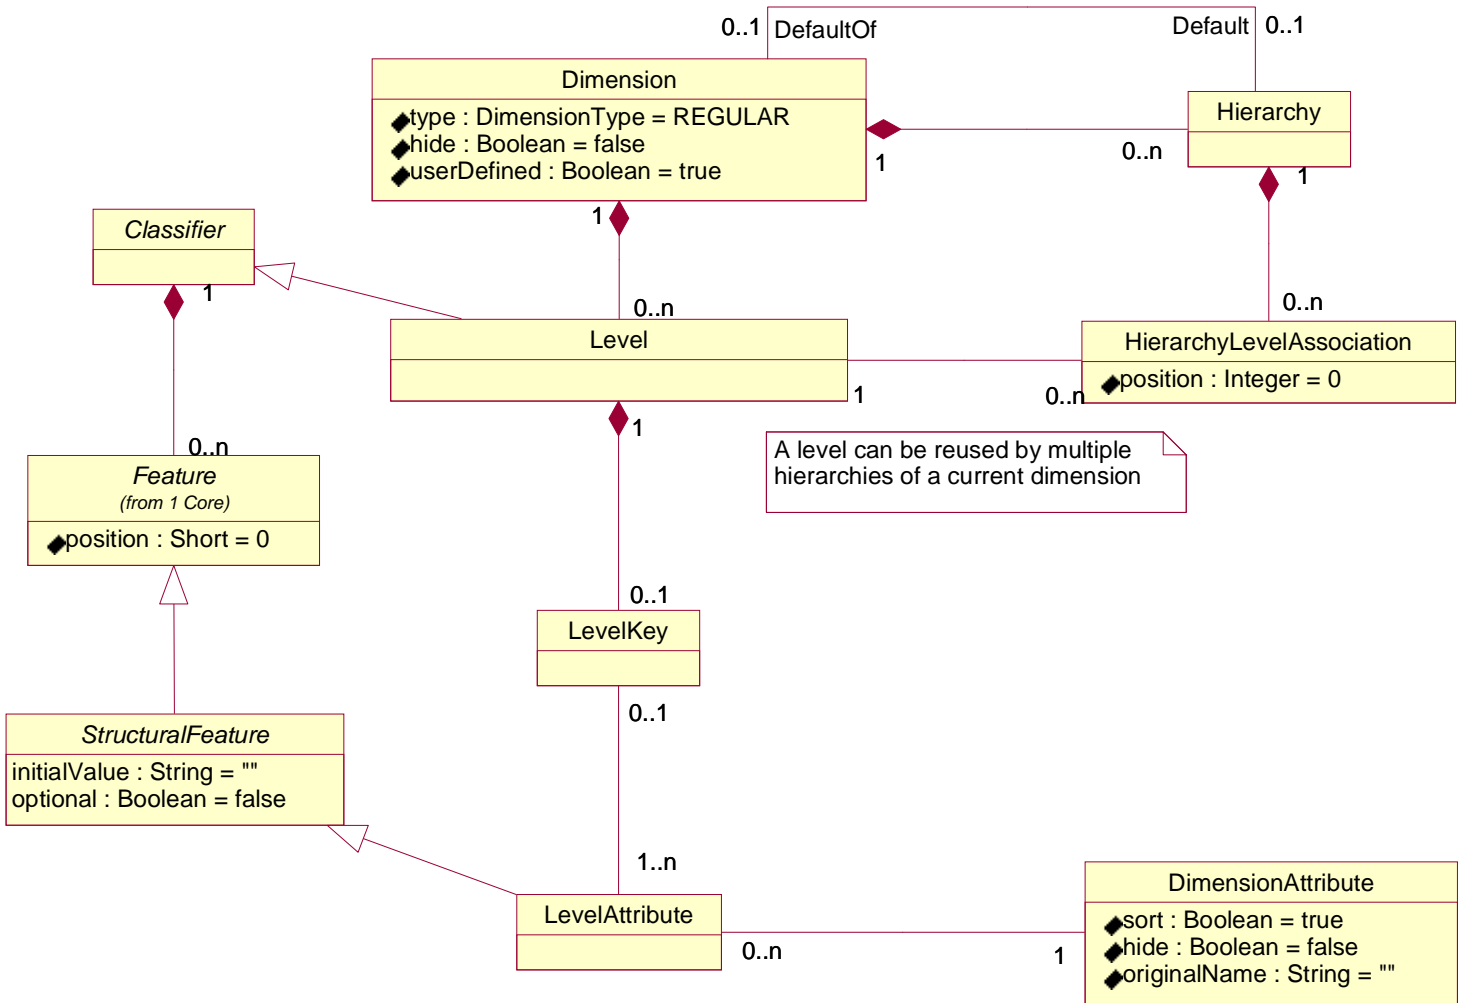 0..1
DefaultOf
Default
0..1
Dimension
type : DimensionType = REGULAR
hide : Boolean = false
userDefined : Boolean = true
Hierarchy
1
0..n
1
1
Classifier
1
0..n
0..n
Level
HierarchyLevelAssociation
position : Integer = 0
1
0..n
1
A level can be reused by multiple
hierarchies of a current dimension
0..n
Feature
(from 1 Core)
position : Short = 0
0..1
LevelKey
0..1
StructuralFeature
initialValue : String = ""
optional : Boolean = false
1..n
LevelAttribute
0..n
1
DimensionAttribute
sort : Boolean = true
hide : Boolean = false
originalName : String = ""